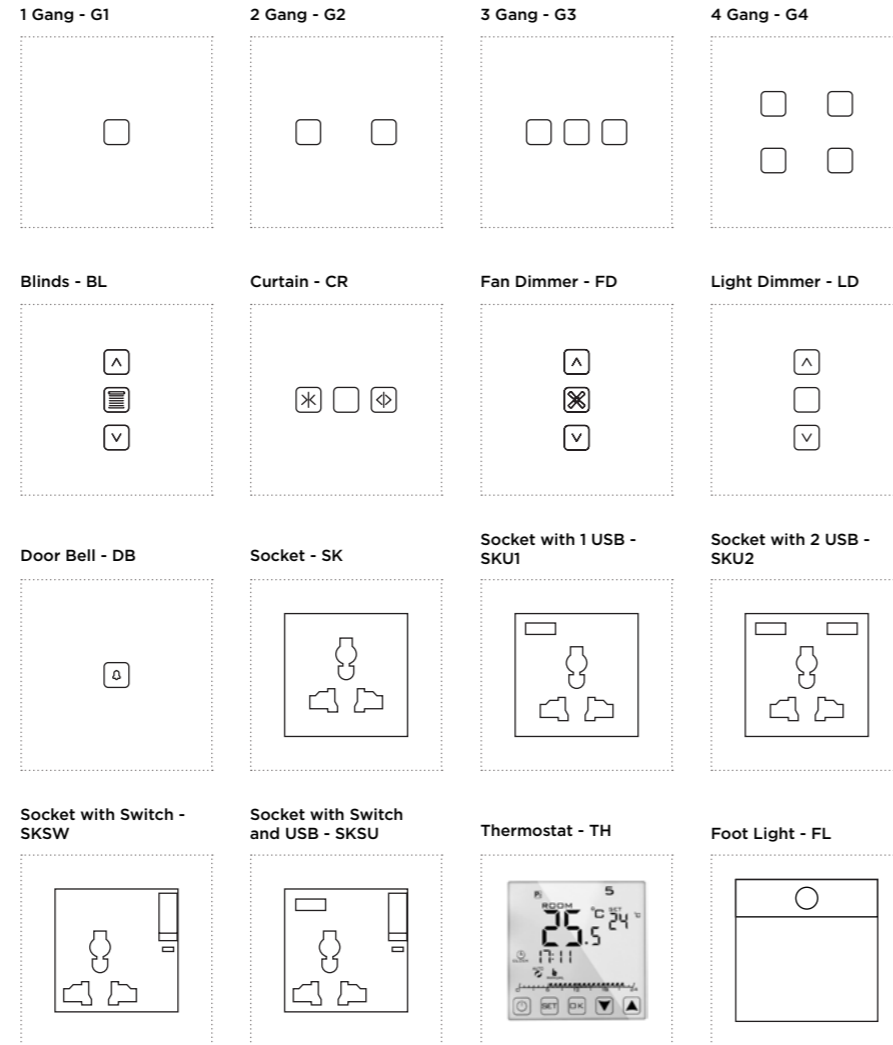 1 Gang - G1
2 Gang - G2
3 Gang - G3
4 Gang - G4
Blinds - BL
Curtain - CR
Fan Dimmer - FD
Light Dimmer - LD
Door Bell - DB
Socket - SK
Socket with 1 USB -
SKU1
Socket with 2 USB -
SKU2
Socket with Switch -
SKSW
Socket with Switch
and USB - SKSU
Thermostat - TH
Foot Light - FL
5
ROOM
25.5 °C
SET
24 °C
17:11
AUTO
MANUAL
SET
OK